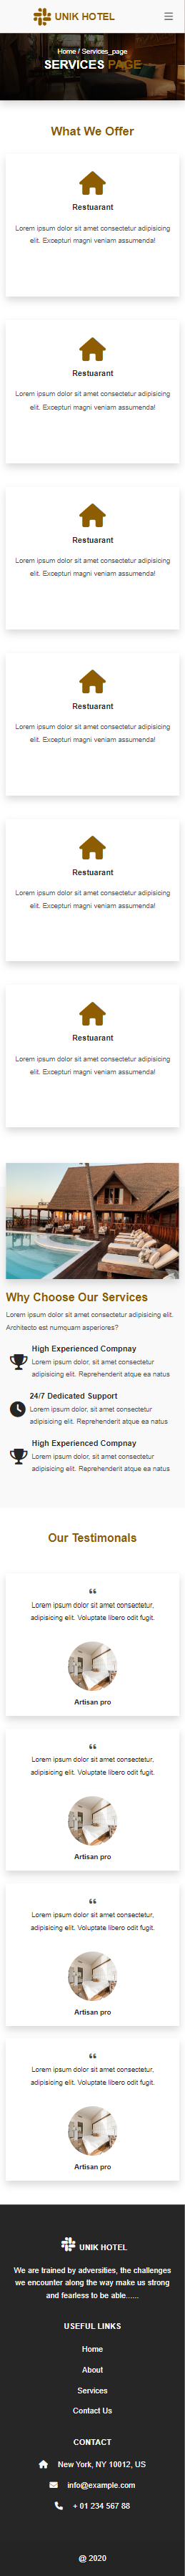 UNIK HOTEL
Home / Services_page
SERVICES PAGE
What We Offer
Restuarant
Lorem ipsum dolor sit amet consectetur adipisicing
elit. Excepturi magni veniam assumenda!
Restuarant
Lorem ipsum dolor sit amet consectetur adipisicing
elit. Excepturi magni veniam assumenda!
Restuarant
Lorem ipsum dolor sit amet consectetur adipisicing
elit. Excepturi magni veniam assumenda!
Restuarant
Lorem ipsum dolor sit amet consectetur adipisicing
elit. Excepturi magni veniam assumenda!
Restuarant
Lorem ipsum dolor sit amet consectetur adipisicing
elit. Excepturi magni veniam assumenda!
Restuarant
Lorem ipsum dolor sit amet consectetur adipisicing
elit. Excepturi magni veniam assumenda!
Why Choose Our Services
Lorem ipsum dolor sit amet consectetur adipisicing elit.
Architecto est numquam asperiores?
High Experienced Compnay
Lorem ipsum dolor sit amet, consectetur
adipisicing elit. Reprehenderit atque ea natus
24/7 Dedicated Support
Lorem ipsum dolor sit amet, consectetur
adipisicing elit. Reprehenderit atque ea natus
High Experienced Compnay
Lorem ipsum dolor sit amet, consectetur
adipisicing elit. Reprehenderit atque ea natus
Our Testimonals
“
Lorem ipsum dolor sit amet consectetur,
adipisicing elit. Voluptate libero odit fugit.
Artisan pro
“
Lorem ipsum dolor sit amet consectetur,
adipisicing elit. Voluptate libero odit fugit.
Artisan pro
“
Lorem ipsum dolor sit amet consectetur,
adipisicing elit. Voluptate libero odit fugit.
Artisan pro
“
Lorem ipsum dolor sit amet consectetur,
adipisicing elit. Voluptate libero odit fugit.
Artisan pro
UNIK HOTEL
We are trained by adversities, the challenges
we encounter along the way make us strong
and fearless to be able......
USEFUL LINKS
Home
About
Services
Contact Us
CONTACT
New York, NY 10012, US
info@example.com
+ 01 234 567 88
@ 2020